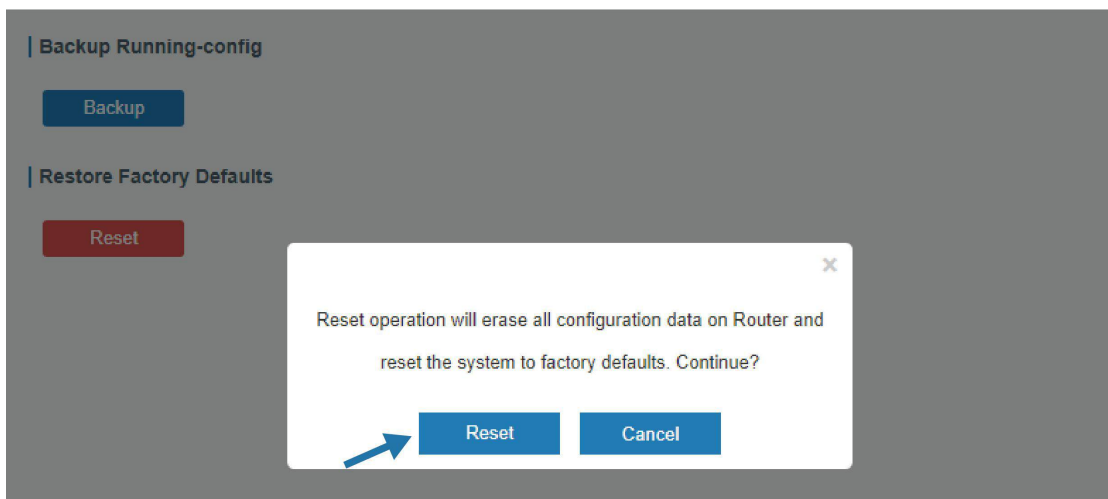 Backup Running-config
Backup
Restore Factory Defaults
Reset
Reset operation will erase all configuration data on Router and
reset the system to factory defaults. Continue?
Reset
Cancel